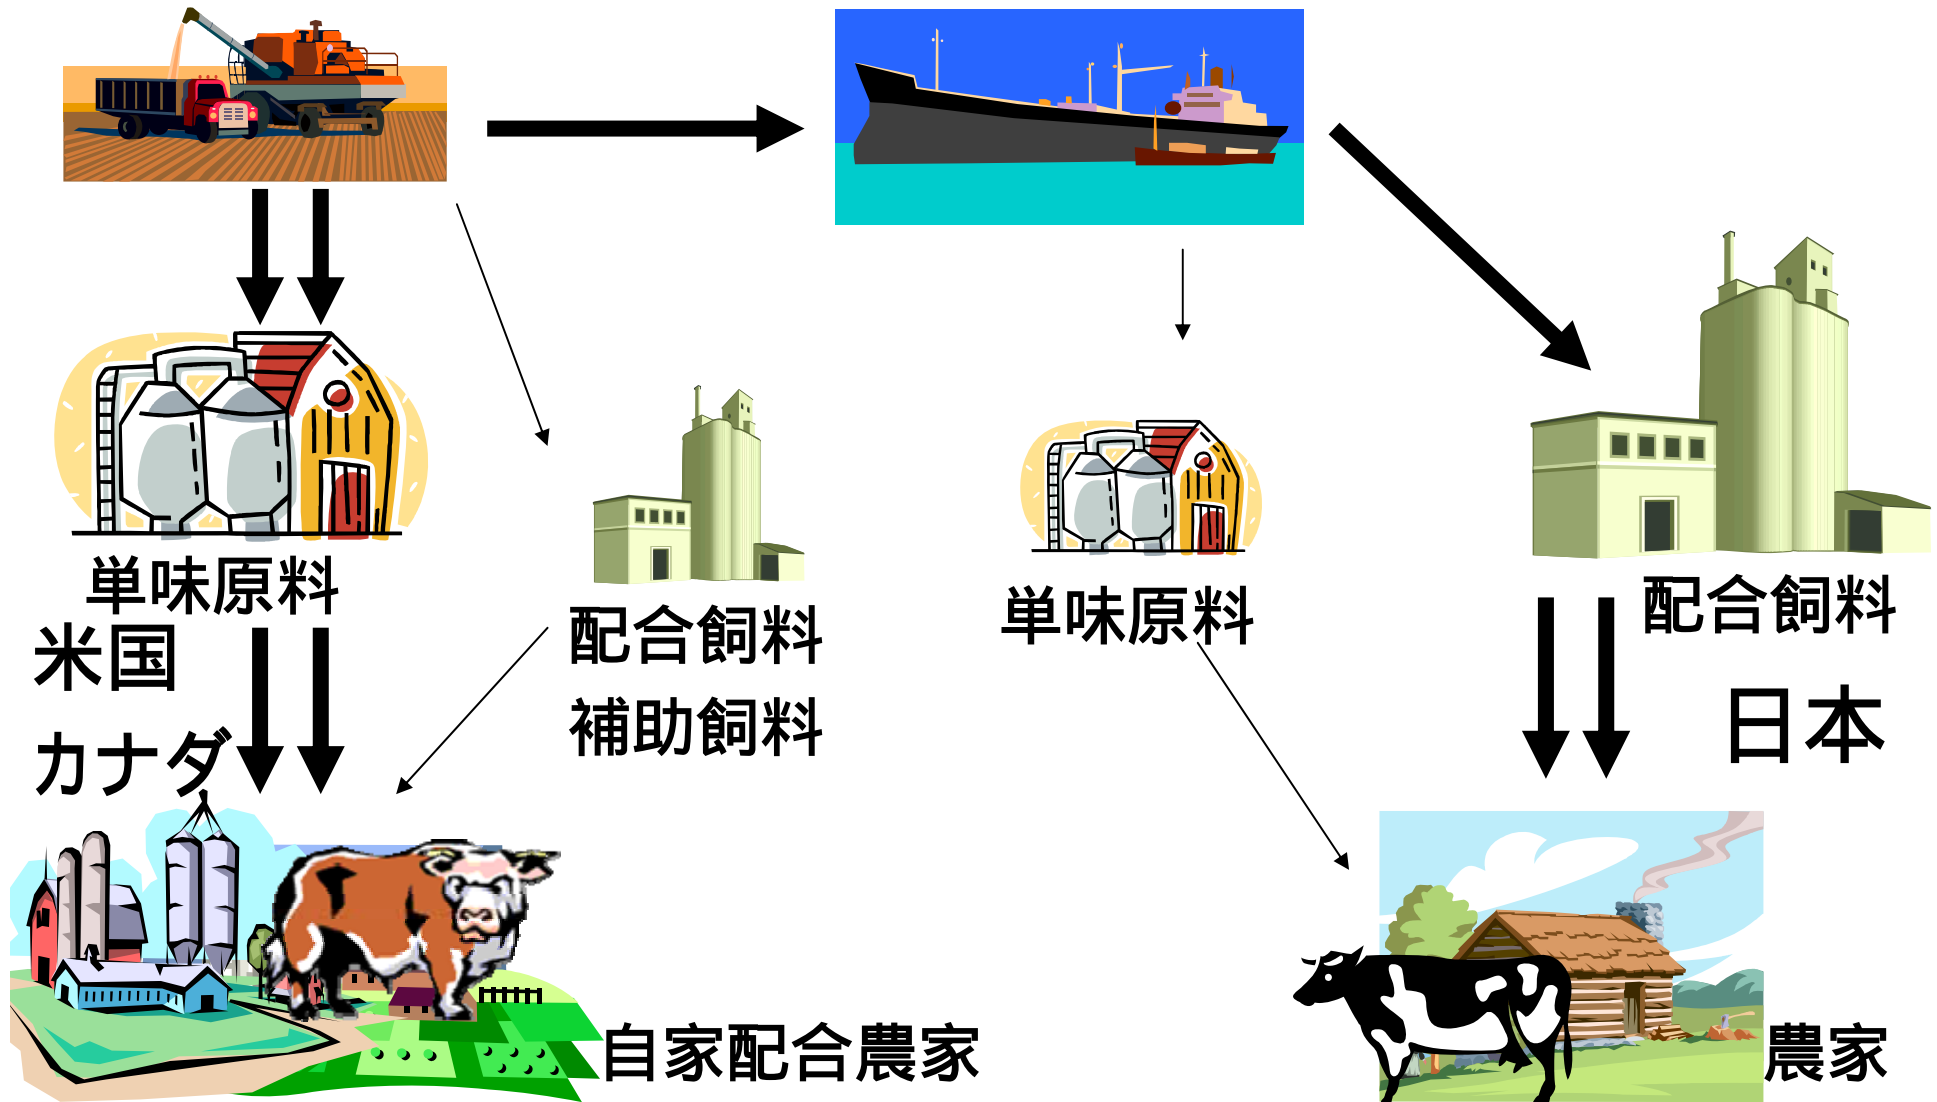 単味原料
米国
カナダ
配合飼料
補助飼料
自家配合農家
単味原料
配合飼料
日本
農家